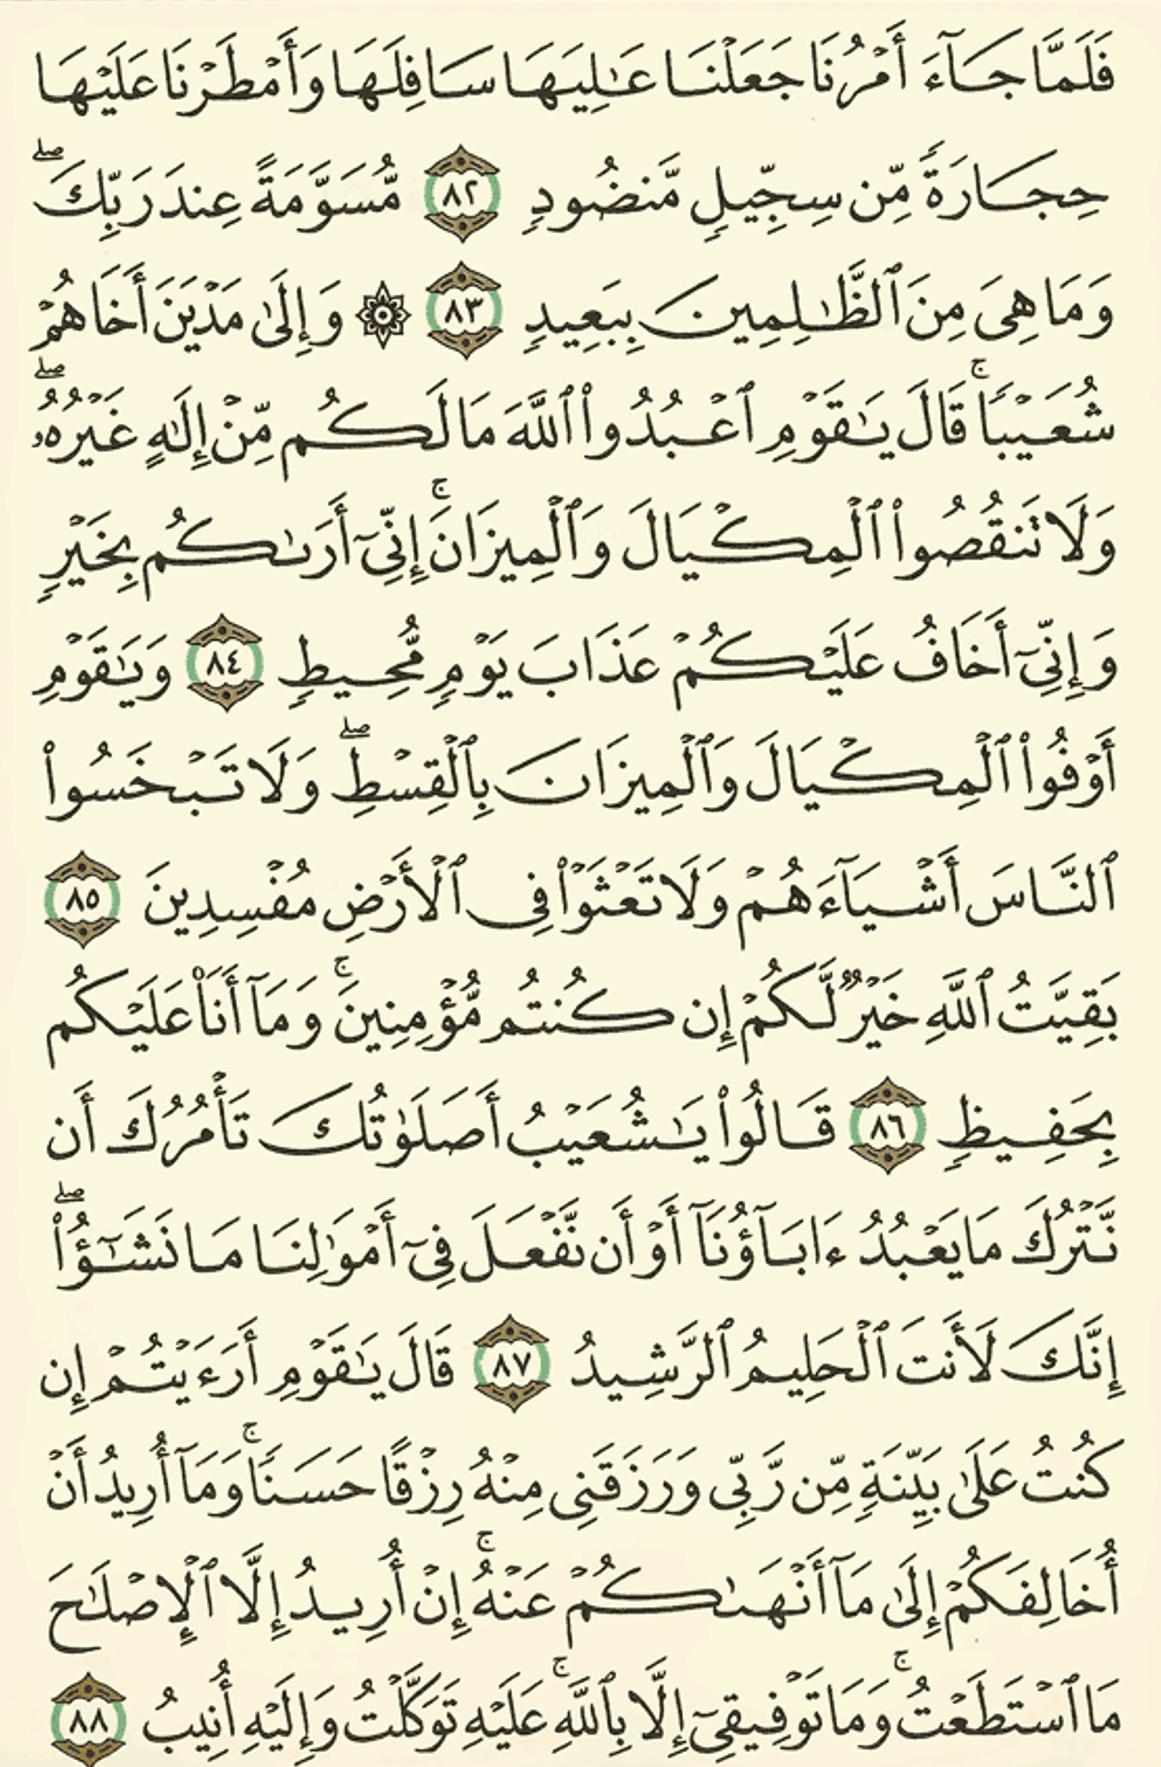 فَلَمَّا جَآءَ أَمْرُنَا جَعَلْنَا عَٰلِيَهَا سَافِلَهَا وَأَمْطَرْنَا عَلَيْهَا
حِجَارَةً مِّن سِجِّيلٍ مَّنضُودٍ ٨٢ مُّسَوَّمَةً عِندَ رَبِّكَ ۖ
وَمَا هِىَ مِنَ ٱلظَّٰلِمِينَ بِبَعِيدٍ ٨٣ ۞ وَإِلَىٰ مَدْيَنَ أَخَاهُمْ
شُعَيْبًا ۚ قَالَ يَٰقَوْمِ ٱعْبُدُوا۟ ٱللَّهَ مَا لَكُم مِّنْ إِلَٰهٍ غَيْرُهُۥ ۖ
وَلَا تَنقُصُوا۟ ٱلْمِكْيَالَ وَٱلْمِيزَانَ ۚ إِنِّىٓ أَرَىٰكُم بِخَيْرٍ
وَإِنِّىٓ أَخَافُ عَلَيْكُمْ عَذَابَ يَوْمٍ مُّحِيطٍ ٨٤ وَيَٰقَوْمِ
أَوْفُوا۟ ٱلْمِكْيَالَ وَٱلْمِيزَانَ بِٱلْقِسْطِ ۖ وَلَا تَبْخَسُوا۟
ٱلنَّاسَ أَشْيَآءَهُمْ وَلَا تَعْثَوْا۟ فِى ٱلْأَرْضِ مُفْسِدِينَ ٨٥
بَقِيَّتُ ٱللَّهِ خَيْرٌ لَّكُمْ إِن كُنتُم مُّؤْمِنِينَ ۚ وَمَآ أَنَا۠ عَلَيْكُم
بِحَفِيظٍ ٨٦ قَالُوا۟ يَٰشُعَيْبُ أَصَلَوٰتُكَ تَأْمُرُكَ أَن
نَّتْرُكَ مَا يَعْبُدُ ءَابَآؤُنَآ أَوْ أَن نَّفْعَلَ فِىٓ أَمْوَٰلِنَا مَا نَشَٰٓؤُا۟ ۖ
إِنَّكَ لَأَنتَ ٱلْحَلِيمُ ٱلرَّشِيدُ ٨٧ قَالَ يَٰقَوْمِ أَرَءَيْتُمْ إِن
كُنتُ عَلَىٰ بَيِّنَةٍ مِّن رَّبِّى وَرَزَقَنِى مِنْهُ رِزْقًا حَسَنًا ۚ وَمَآ أُرِيدُ أَنْ
أُخَالِفَكُمْ إِلَىٰ مَآ أَنْهَىٰكُمْ عَنْهُ ۚ إِنْ أُرِيدُ إِلَّا ٱلْإِصْلَٰحَ
مَا ٱسْتَطَعْتُ ۚ وَمَا تَوْفِيقِىٓ إِلَّا بِٱللَّهِ ۚ عَلَيْهِ تَوَكَّلْتُ وَإِلَيْهِ أُنِيبُ ٨٨